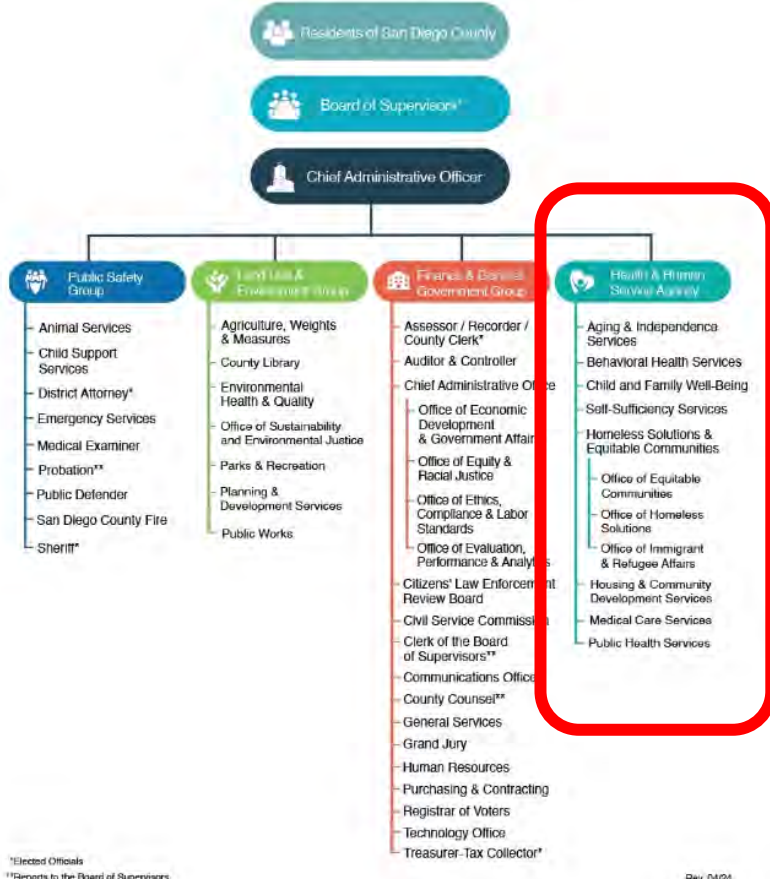 Residents of San Diego County
Board of Supervisors*
Chief Administrative Officer
Public Safety
Group
Animal Services
Child Support
Services
District Attorney*
Emergency Services
Medical Examiner
Probation**
Public Defender
San Diego County Fire
Sheriff*
Land Use &
Environment Group
Agriculture, Weights
& Measures
County Library
Environmental
Health & Quality
Office of Sustainability
and Environmental Justice
Parks & Recreation
Planning &
Development Services
Public Works
Finance & General
Government Group
Assessor / Recorder /
County Clerk*
Auditor & Controller
Chief Administrative Office
Office of Economic
Development
& Government Affair
Office of Equity &
Racial Justice
Office of Ethics,
Compliance & Labor
Standards
Office of Evaluation,
Performance & Analytics
Citizens' Law Enforcement
Review Board
Civil Service Commission
Clerk of the Board
of Supervisors**
Communications Office
County Counsel**
General Services
Grand Jury
Human Resources
Purchasing & Contracting
Registrar of Voters
Technology Office
Treasurer-Tax Collector*
Health & Human
Service Agency
Aging & Independence
Services
Behavioral Health Services
Child and Family Well-Being
Self-Sufficiency Services
Homeless Solutions &
Equitable Communities
Office of Equitable
Communities
Office of Homeless
Solutions
Office of Immigrant
& Refugee Affairs
Housing & Community
Development Services
Medical Care Services
Public Health Services
*Elected Officials
**Reports to the Board of Supervisors
Rev. 04/24